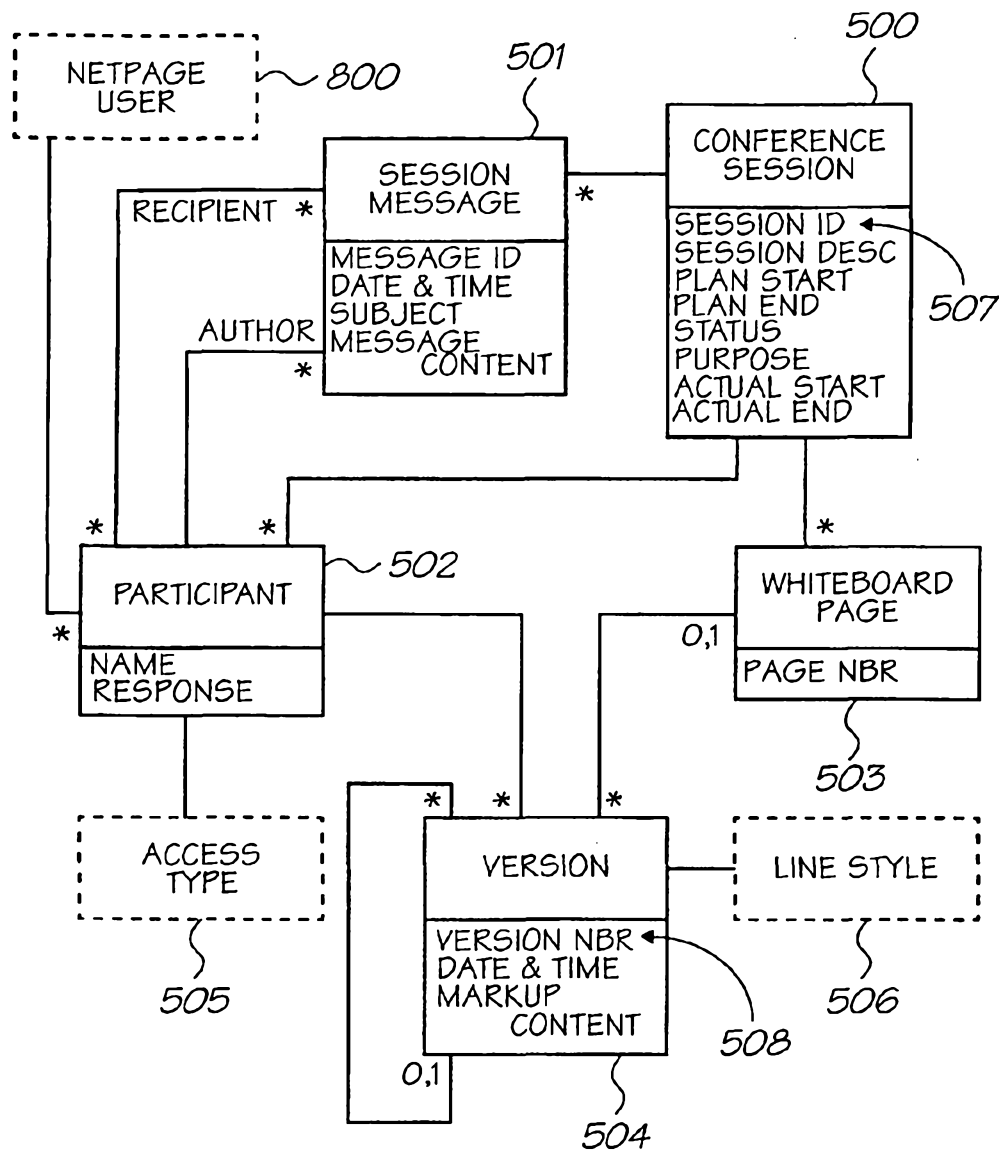 NETPAGE
USER
800
501
SESSION
MESSAGE
*
MESSAGE ID
DATE & TIME
SUBJECT
MESSAGE
CONTENT
500
CONFERENCE
SESSION
SESSION ID
SESSION DESC
PLAN START
PLAN END
STATUS
PURPOSE
ACTUAL START
ACTUAL END
507
RECIPIENT *
AUTHOR
*
*
*
*
*
PARTICIPANT
NAME
RESPONSE
502
WHITEBOARD
PAGE
PAGE NBR
0,1
503
ACCESS
TYPE
505
*
*
*
VERSION
VERSION NBR
DATE & TIME
MARKUP
CONTENT
0,1
508
504
LINE STYLE
506